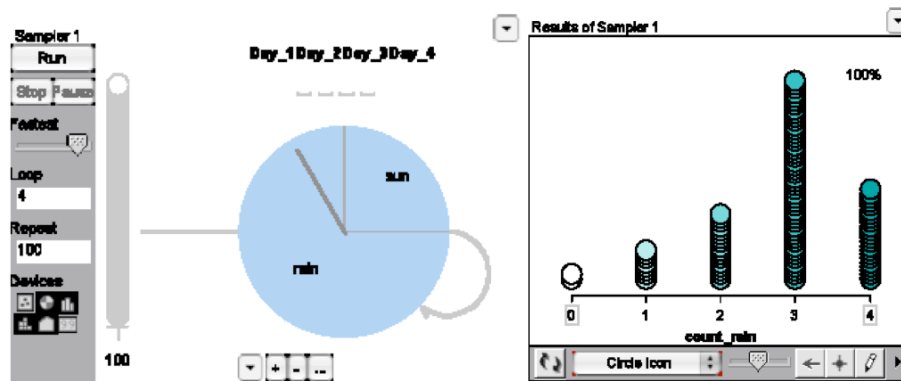 Sampler 1
Run
Stop Pause
Fastest
Loop
4
Repeat
100
Devices
100
Day_1Day_2Day_3Day_4
sun
rain
+ - ...
Results of Sampler 1
100%
0 1 2 3 4
count_rain
Circle Icon